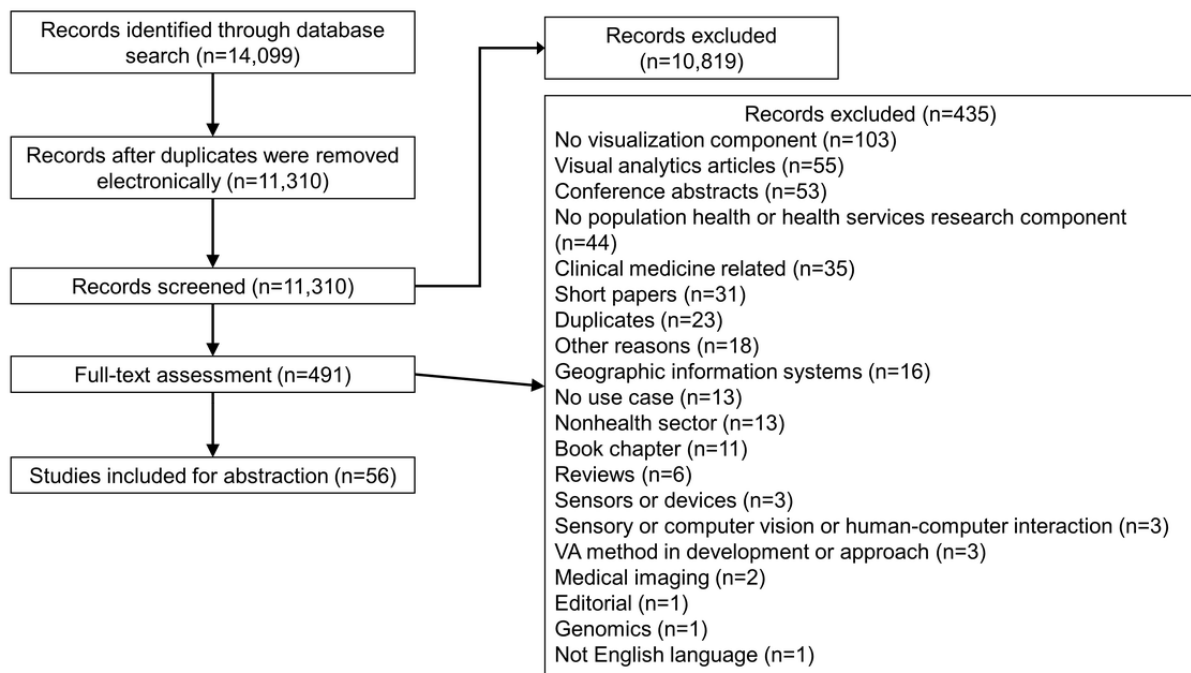 Records identified through database
search (n=14,099)
Records after duplicates were removed
electronically (n=11,310)
Records screened (n=11,310)
Full-text assessment (n=491)
Studies included for abstraction (n=56)
Records excluded
(n=10,819)
Records excluded (n=435)
No visualization component (n=103)
Visual analytics articles (n=55)
Conference abstracts (n=53)
No population health or health services research component
(n=44)
Clinical medicine related (n=35)
Short papers (n=31)
Duplicates (n=23)
Other reasons (n=18)
Geographic information systems (n=16)
No use case (n=13)
Nonhealth sector (n=13)
Book chapter (n=11)
Reviews (n=6)
Sensors or devices (n=3)
Sensory or computer vision or human-computer interaction (n=3)
VA method in development or approach (n=3)
Medical imaging (n=2)
Editorial (n=1)
Genomics (n=1)
Not English language (n=1)